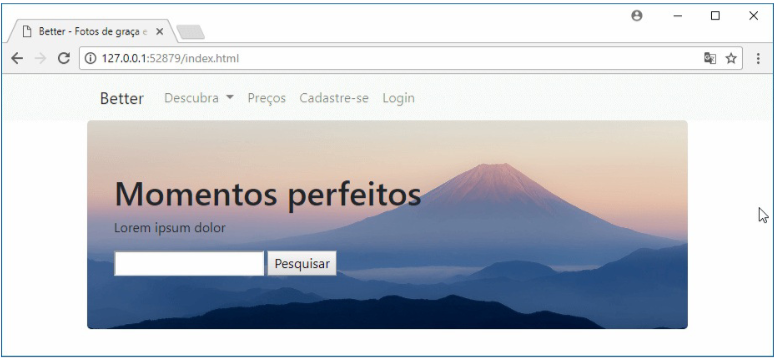 Better - Fotos de graça e
127.0.0.1:52879/index.html
Better Descubra Preços Cadastre-se Login
Momentos perfeitos
Lorem ipsum dolor
Pesquisar